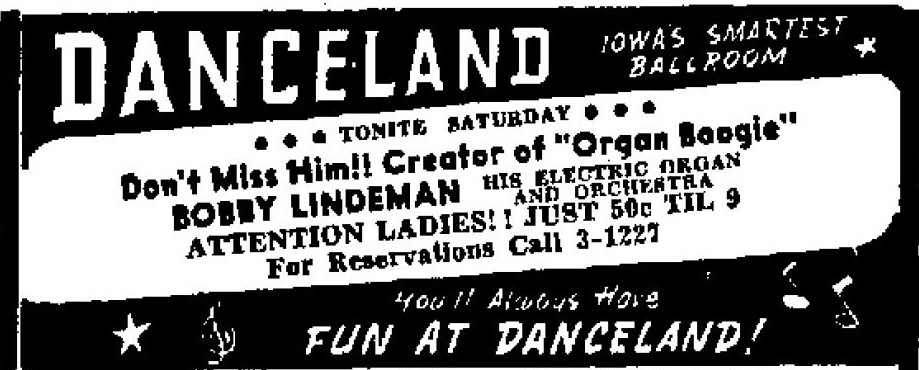 DANCELAND
IOWA'S SMARTEST
BALLROOM
• • • TONITE SATURDAY • • •
Don't Miss Him!! Creator of "Organ Boogie"
BOBBY LINDEMAN HIS ELECTRIC ORGAN
AND ORCHESTRA
ATTENTION LADIES!! JUST 50c TIL 9
For Reservations Call 3-1227
You'll Always Have
FUN AT DANCELAND!